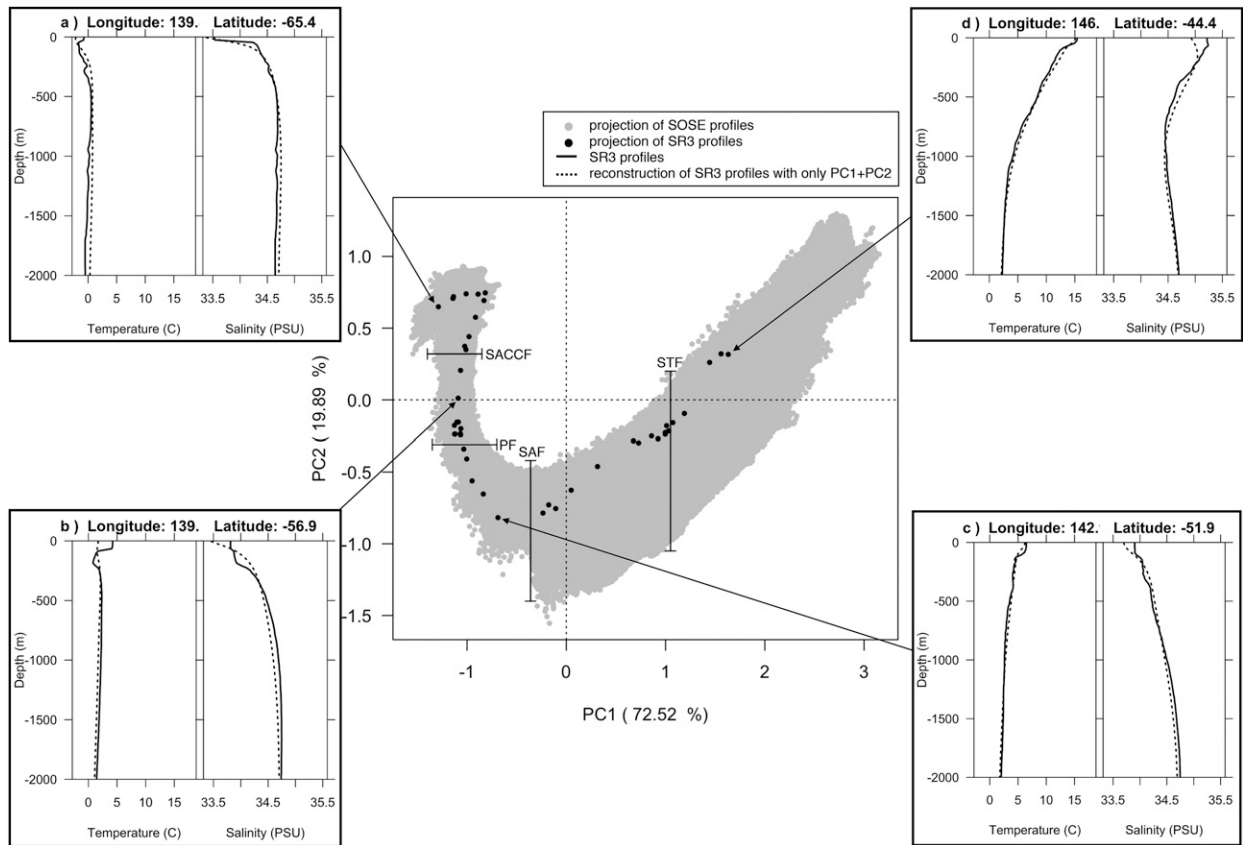 a ) Longitude: 139. Latitude: -65.4
0
-500
-1000
-1500
-2000
Depth (m)
0 5 10 15 33.5 34.5 35.5
Temperature (C) Salinity (PSU)
d ) Longitude: 146. Latitude: -44.4
0
-500
-1000
-1500
-2000
Depth (m)
0 5 10 15 33.5 34.5 35.5
Temperature (C) Salinity (PSU)
projection of SOSE profiles
projection of SR3 profiles
SR3 profiles
reconstruction of SR3 profiles with only PC1+PC2
1.0
0.5
0.0
-0.5
-1.0
-1.5
PC2 ( 19.89 %)
SACCF
STF
PF
SAF
-1 0 1 2 3
PC1 ( 72.52 %)
b ) Longitude: 139. Latitude: -56.9
0
-500
-1000
-1500
-2000
Depth (m)
0 5 10 15 33.5 34.5 35.5
Temperature (C) Salinity (PSU)
c ) Longitude: 142. Latitude: -51.9
0
-500
-1000
-1500
-2000
Depth (m)
0 5 10 15 33.5 34.5 35.5
Temperature (C) Salinity (PSU)